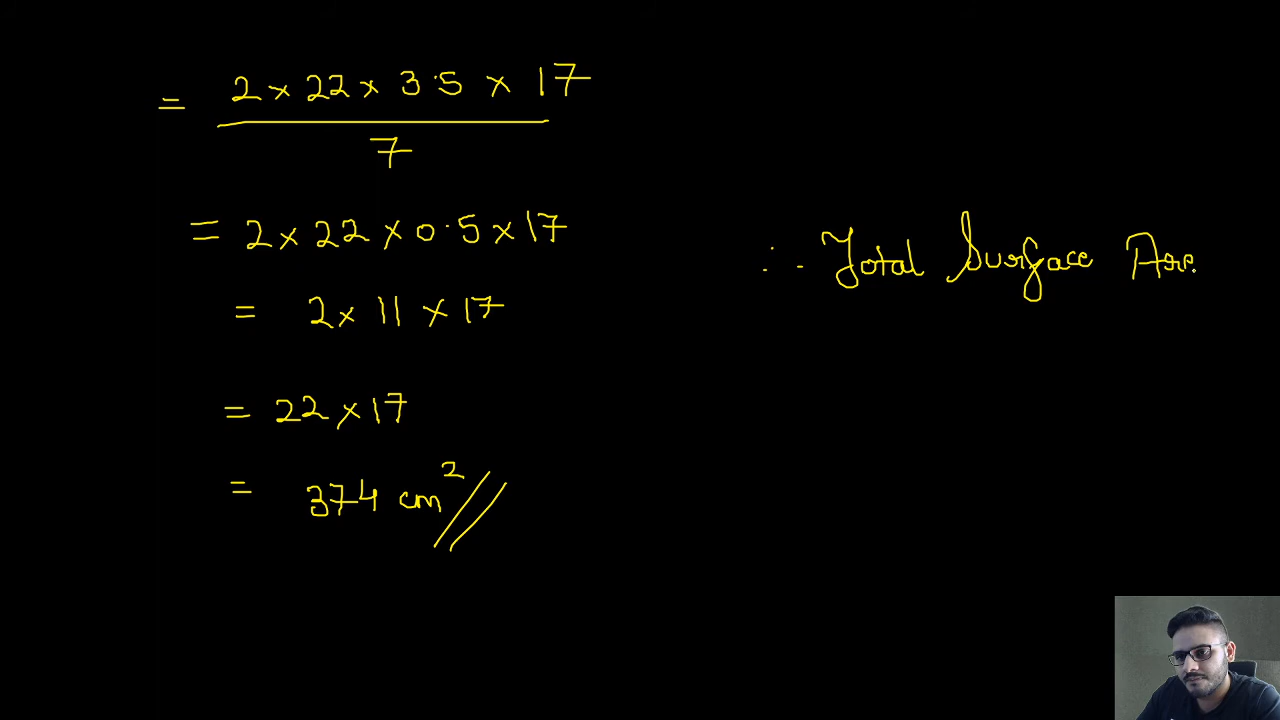 = 2 × 22 × 3.5 × 17
7
= 2 × 22 × 0.5 × 17
= 2 × 11 × 17
= 22 × 17
= 374 cm²//
∴ Total Surface Are